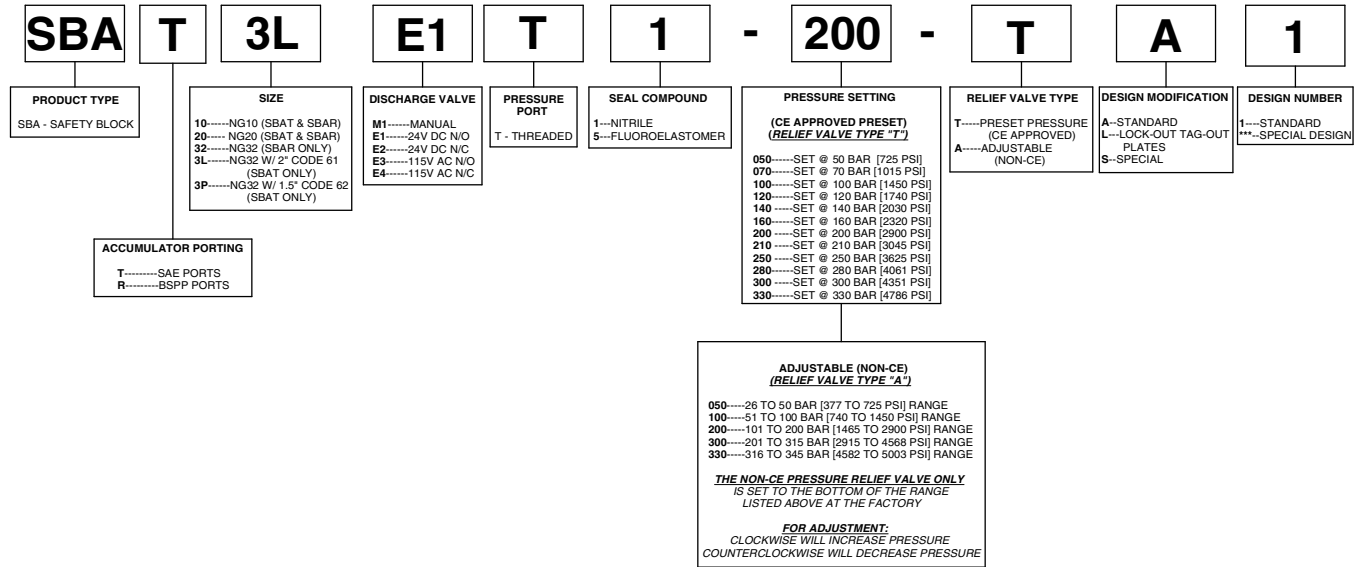 SBA T 3L E1 T 1 - 200 - T A 1
PRODUCT TYPE
SBA - SAFETY BLOCK
ACCUMULATOR PORTING
T---------SAE PORTS
R---------BSPP PORTS
SIZE
10------NG10 (SBAT & SBAR)
20----- NG20 (SBAT & SBAR)
32------NG32 (SBAR ONLY)
3L------NG32 W/ 2" CODE 61
(SBAT ONLY)
3P------NG32 W/ 1.5" CODE 62
(SBAT ONLY)
DISCHARGE VALVE
M1------MANUAL
E1------24V DC N/O
E2------24V DC N/C
E3------115V AC N/O
E4------115V AC N/C
PRESSURE
PORT
T - THREADED
SEAL COMPOUND
1---NITRILE
5---FLUOROELASTOMER
PRESSURE SETTING
(CE APPROVED PRESET)
(RELIEF VALVE TYPE "T")
050------SET @ 50 BAR [725 PSI]
070------SET @ 70 BAR [1015 PSI]
100------SET @ 100 BAR [1450 PSI]
120------SET @ 120 BAR [1740 PSI]
140 -----SET @ 140 BAR [2030 PSI]
160------SET @ 160 BAR [2320 PSI]
200 -----SET @ 200 BAR [2900 PSI]
210 -----SET @ 210 BAR [3045 PSI]
250 -----SET @ 250 BAR [3625 PSI]
280------SET @ 280 BAR [4061 PSI]
300 -----SET @ 300 BAR [4351 PSI]
330------SET @ 330 BAR [4786 PSI]
ADJUSTABLE (NON-CE)
(RELIEF VALVE TYPE "A")
050-----26 TO 50 BAR [377 TO 725 PSI] RANGE
100-----51 TO 100 BAR [740 TO 1450 PSI] RANGE
200-----101 TO 200 BAR [1465 TO 2900 PSI] RANGE
300-----201 TO 315 BAR [2915 TO 4568 PSI] RANGE
330-----316 TO 345 BAR [4582 TO 5003 PSI] RANGE
THE NON-CE PRESSURE RELIEF VALVE ONLY
IS SET TO THE BOTTOM OF THE RANGE
LISTED ABOVE AT THE FACTORY
FOR ADJUSTMENT:
CLOCKWISE WILL INCREASE PRESSURE
COUNTERCLOCKWISE WILL DECREASE PRESSURE
RELIEF VALVE TYPE
T-----PRESET PRESSURE
(CE APPROVED)
A-----ADJUSTABLE
(NON-CE)
DESIGN MODIFICATION
A--STANDARD
L---LOCK-OUT TAG-OUT
PLATES
S--SPECIAL
DESIGN NUMBER
1----STANDARD
***--SPECIAL DESIGN